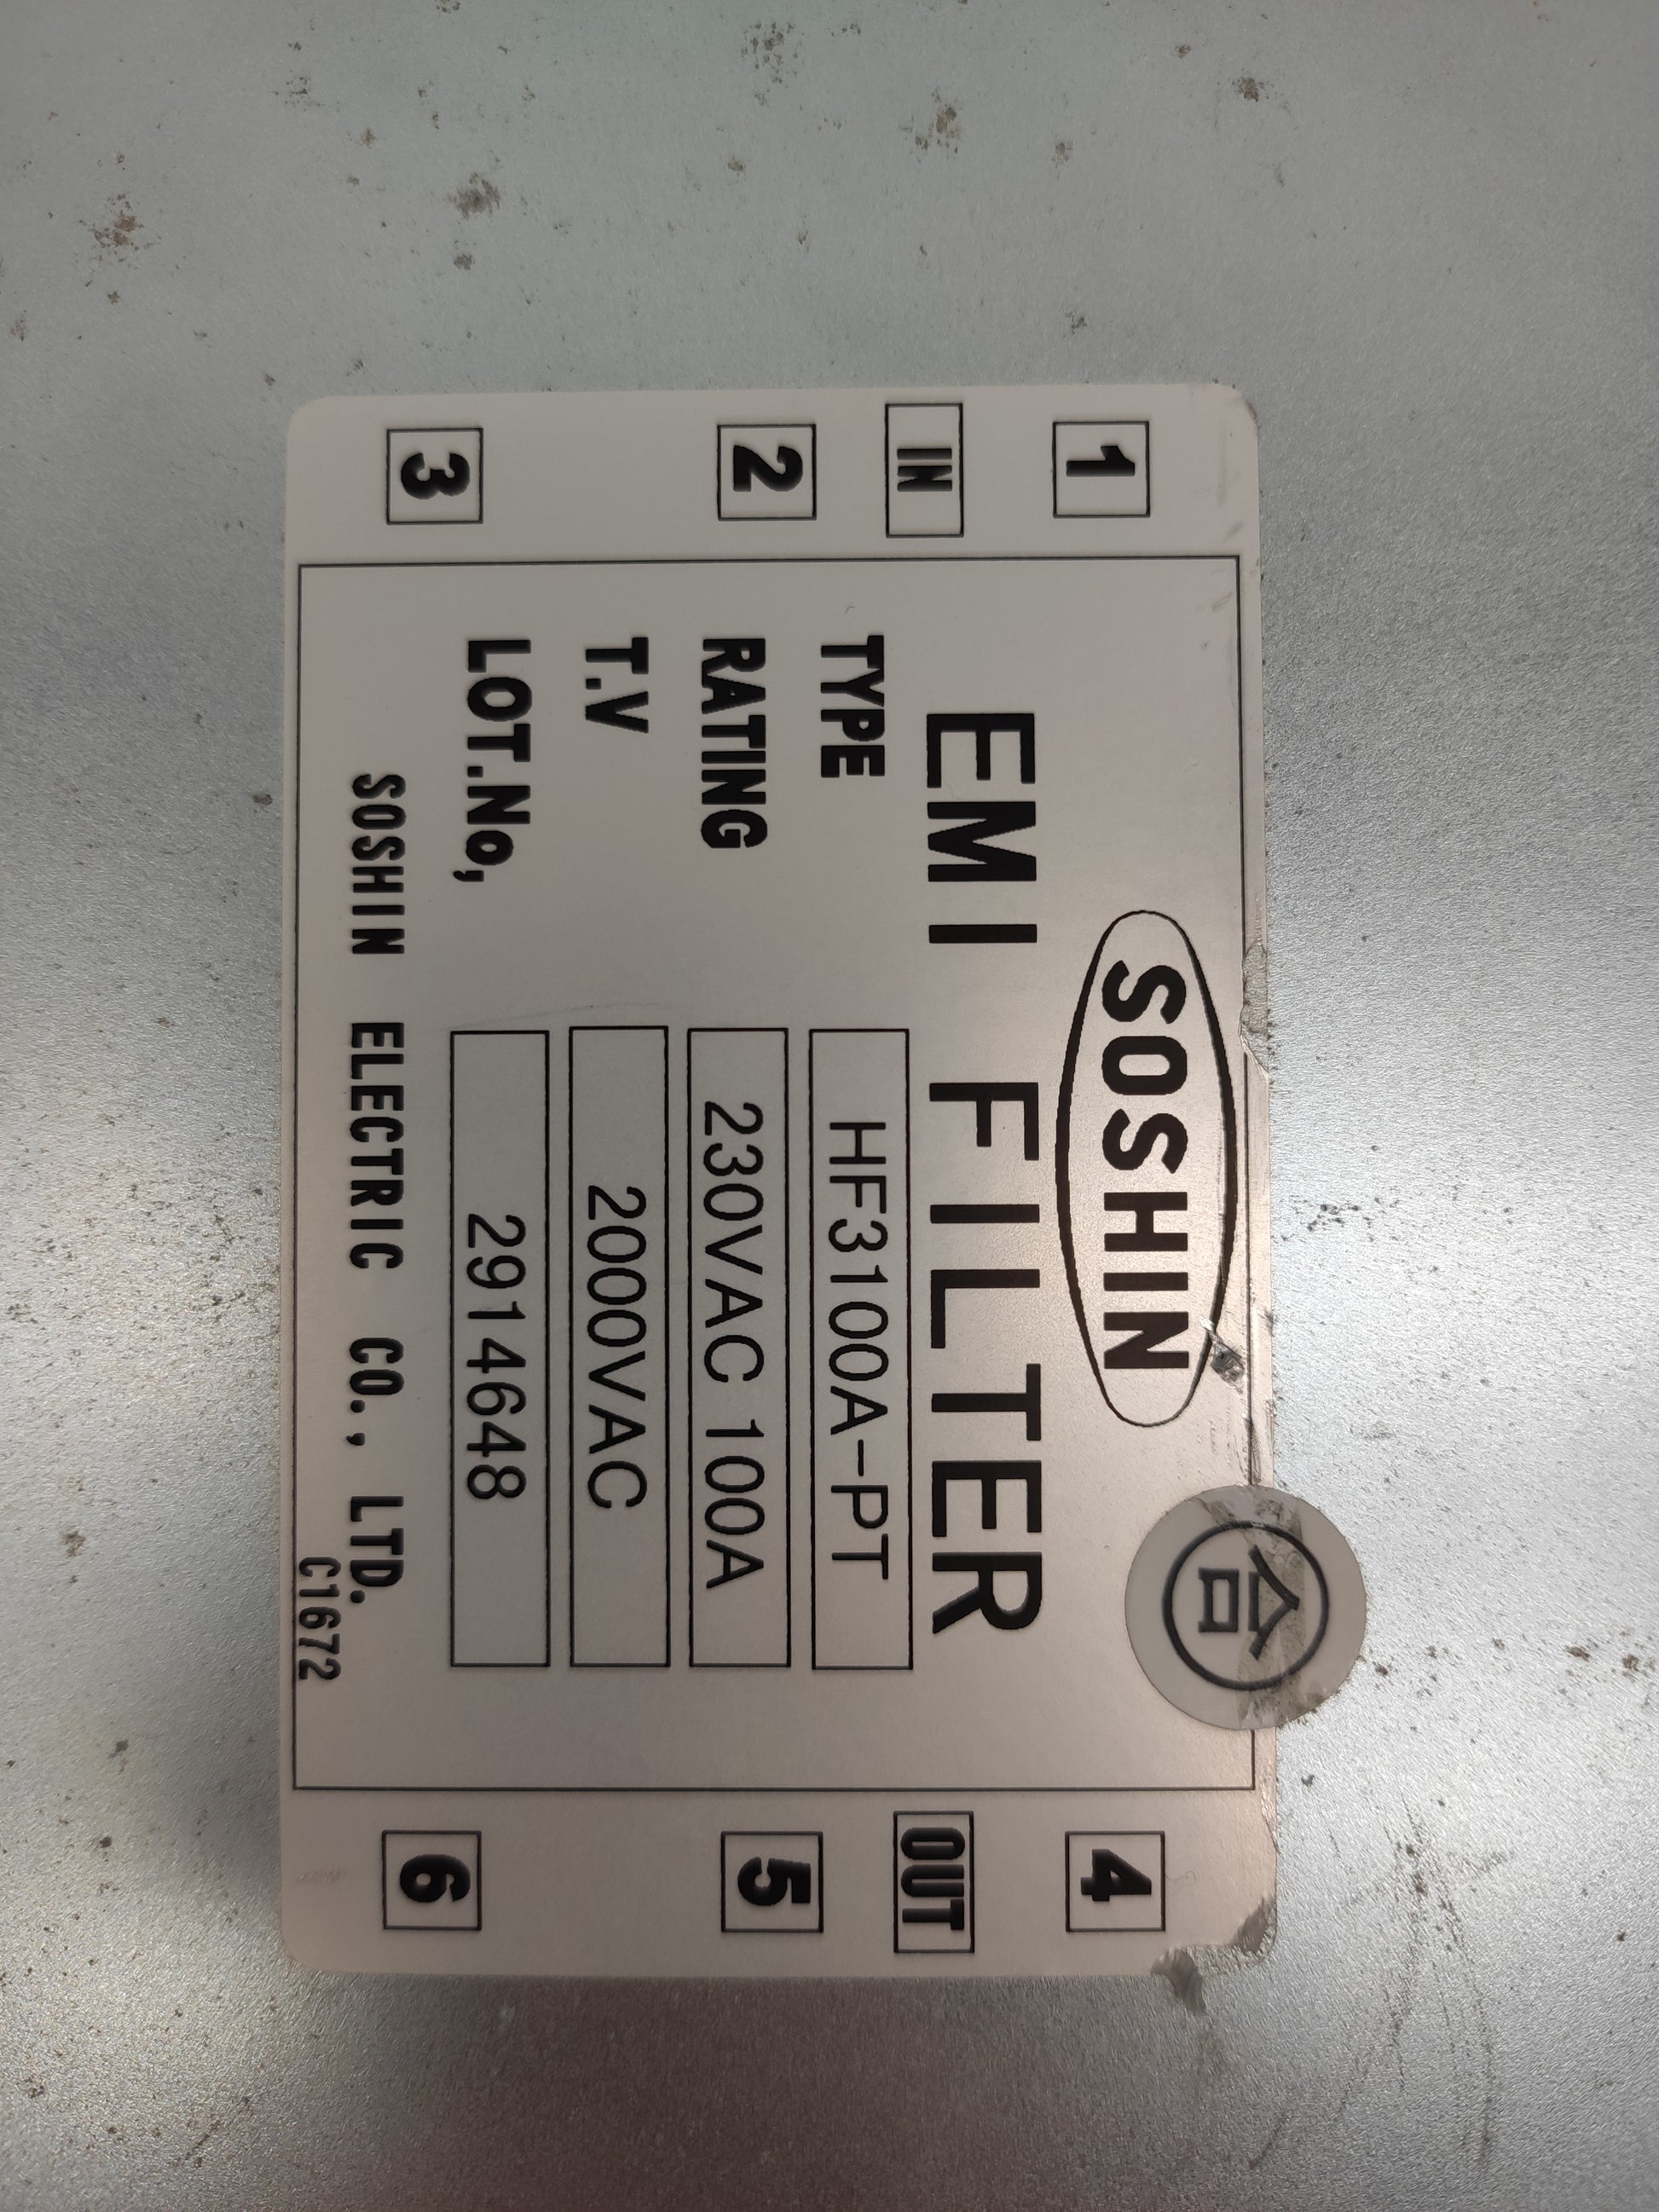 SOSHIN
合
EMI FILTER
1
IN
2
3
TYPE HF3100A-PT
RATING 230VAC 100A
T.V 2000VAC
LOT.No, 2914648
SOSHIN ELECTRIC CO., LTD.
C1672
4
OUT
5
6